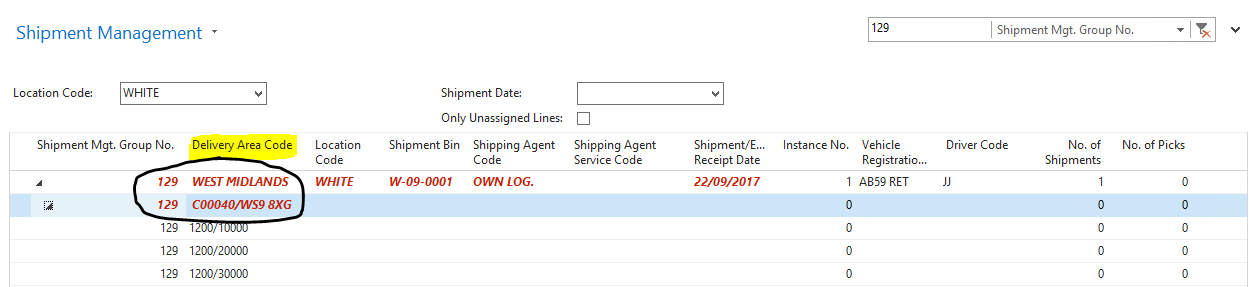 Shipment Management
129 Shipment Mgt. Group No.
Location Code: WHITE Shipment Date:
Only Unassigned Lines:
Shipment Mgt. Group No. Delivery Area Code Location Code Shipment Bin Shipping Agent Code Shipping Agent Service Code Shipment/E... Receipt Date Instance No. Vehicle Registratio... Driver Code No. of Shipments No. of Picks
129 WEST MIDLANDS WHITE W-09-0001 OWN LOG. 22/09/2017 1 AB59 RET JJ 1 0
129 C00040/WS9 8XG 0 0 0
129 1200/10000 0 0 0
129 1200/20000 0 0 0
129 1200/30000 0 0 0